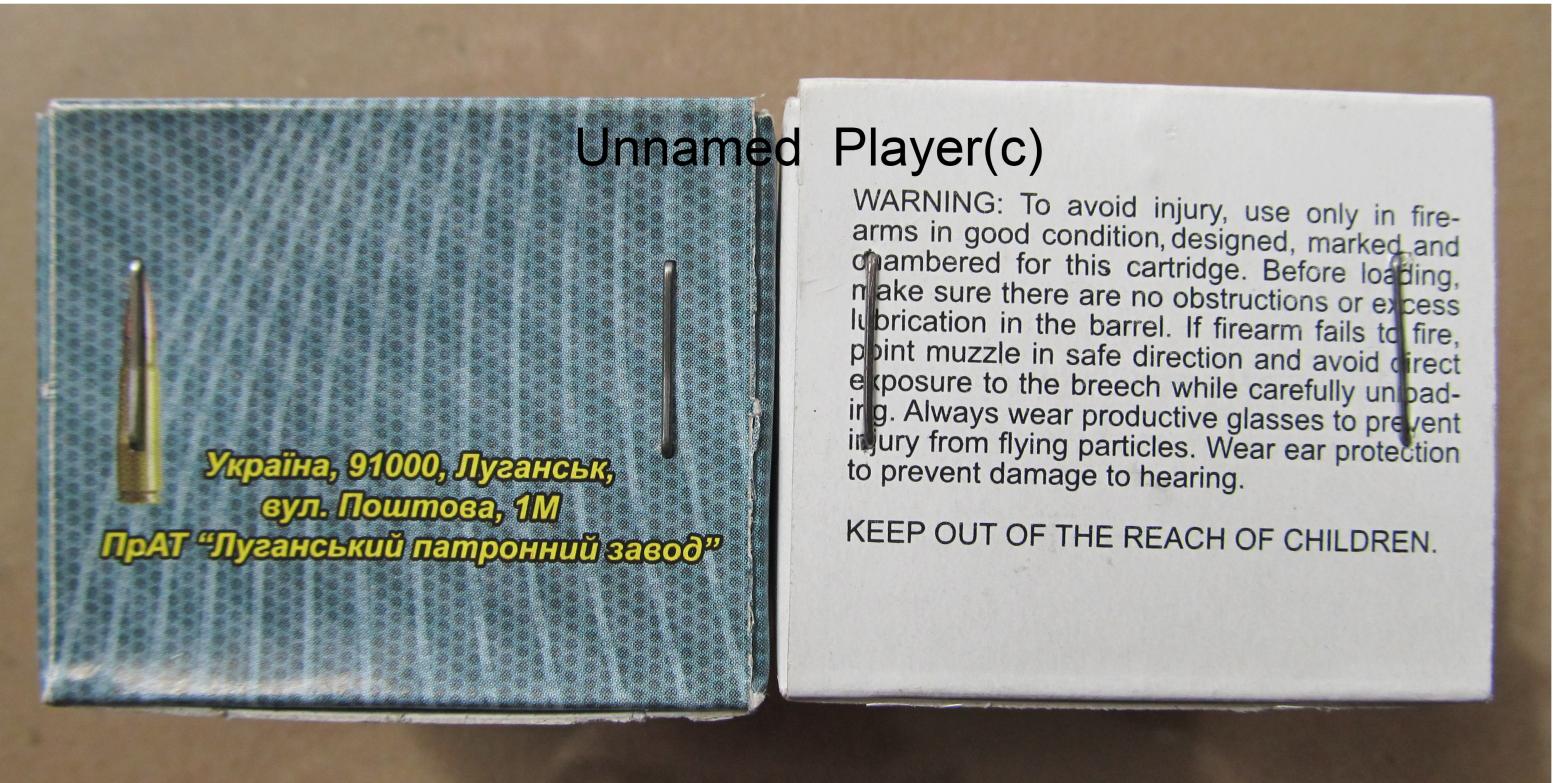 Unnamed Player(c)
Україна, 91000, Луганськ,
вул. Поштова, 1М
ПрАТ “Луганський патронний завод”
WARNING: To avoid injury, use only in fire-
arms in good condition, designed, marked and
chambered for this cartridge. Before loading,
make sure there are no obstructions or excess
lubrication in the barrel. If firearm fails to fire,
point muzzle in safe direction and avoid direct
exposure to the breech while carefully unload-
ing. Always wear productive glasses to prevent
injury from flying particles. Wear ear protection
to prevent damage to hearing.
KEEP OUT OF THE REACH OF CHILDREN.